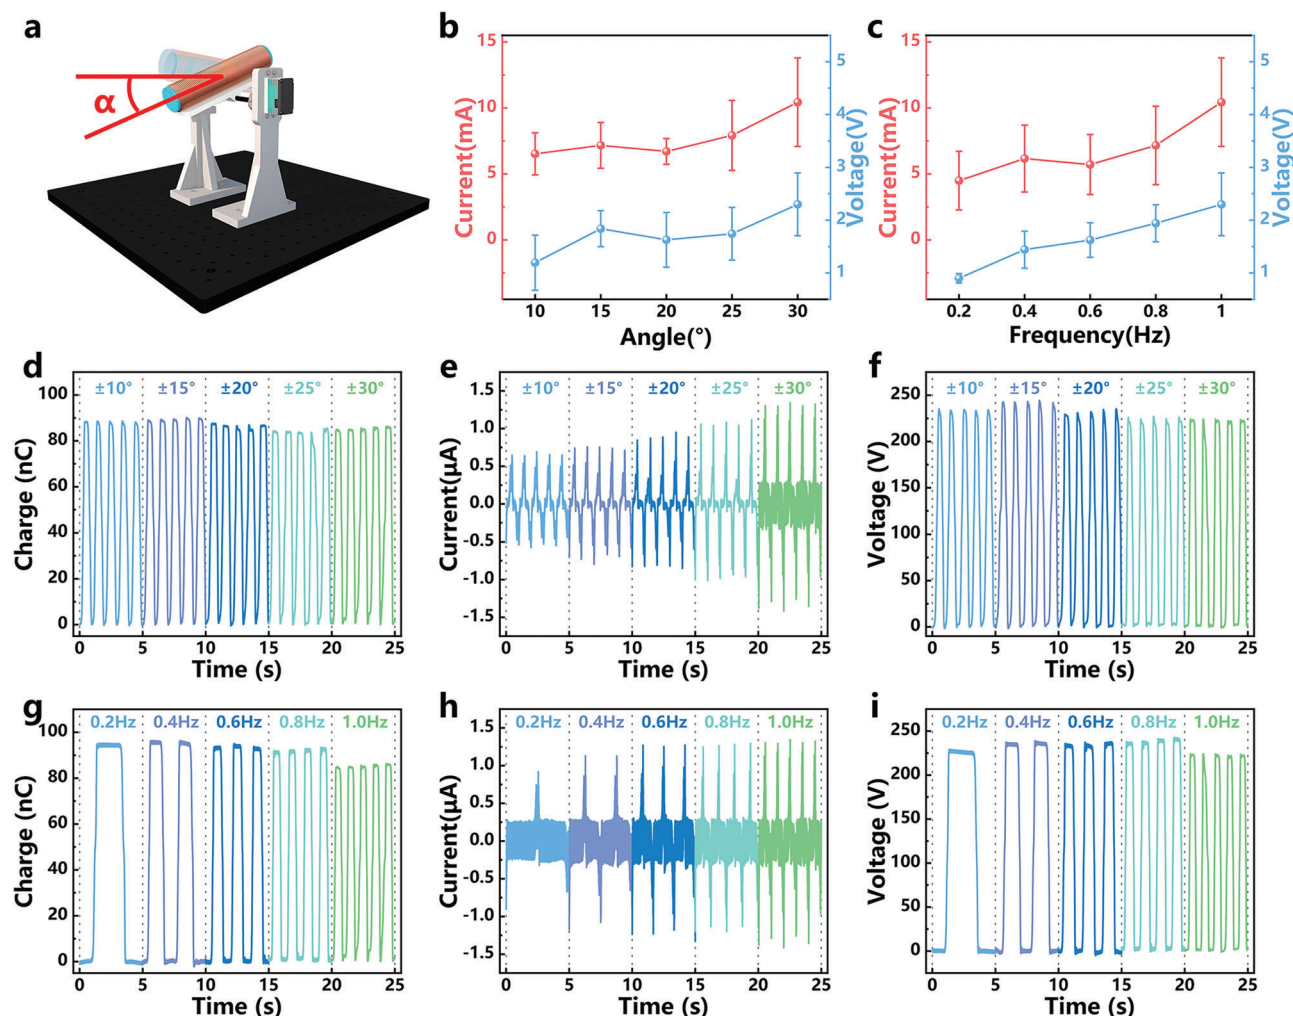 a
α
b
Current(mA)
15
10
5
0
10 15 20 25 30
Angle(°)
5
4
3
2
1
Voltage(V)
c
Current(mA)
15
10
5
0
0.2 0.4 0.6 0.8 1
Frequency(Hz)
5
4
3
2
1
Voltage(V)
d
Charge (nC)
100
80
60
40
20
0
±10° ±15° ±20° ±25° ±30°
0 5 10 15 20 25
Time (s)
e
Current(μA)
1.5
1.0
0.5
0.0
-0.5
-1.0
-1.5
±10° ±15° ±20° ±25° ±30°
0 5 10 15 20 25
Time (s)
f
Voltage (V)
250
200
150
100
50
0
±10° ±15° ±20° ±25° ±30°
0 5 10 15 20 25
Time (s)
g
Charge (nC)
100
80
60
40
20
0
0.2Hz 0.4Hz 0.6Hz 0.8Hz 1.0Hz
0 5 10 15 20 25
Time (s)
h
Current(μA)
1.5
1.0
0.5
0.0
-0.5
-1.0
-1.5
0.2Hz 0.4Hz 0.6Hz 0.8Hz 1.0Hz
0 5 10 15 20 25
Time (s)
i
Voltage (V)
250
200
150
100
50
0
0.2Hz 0.4Hz 0.6Hz 0.8Hz 1.0Hz
0 5 10 15 20 25
Time (s)